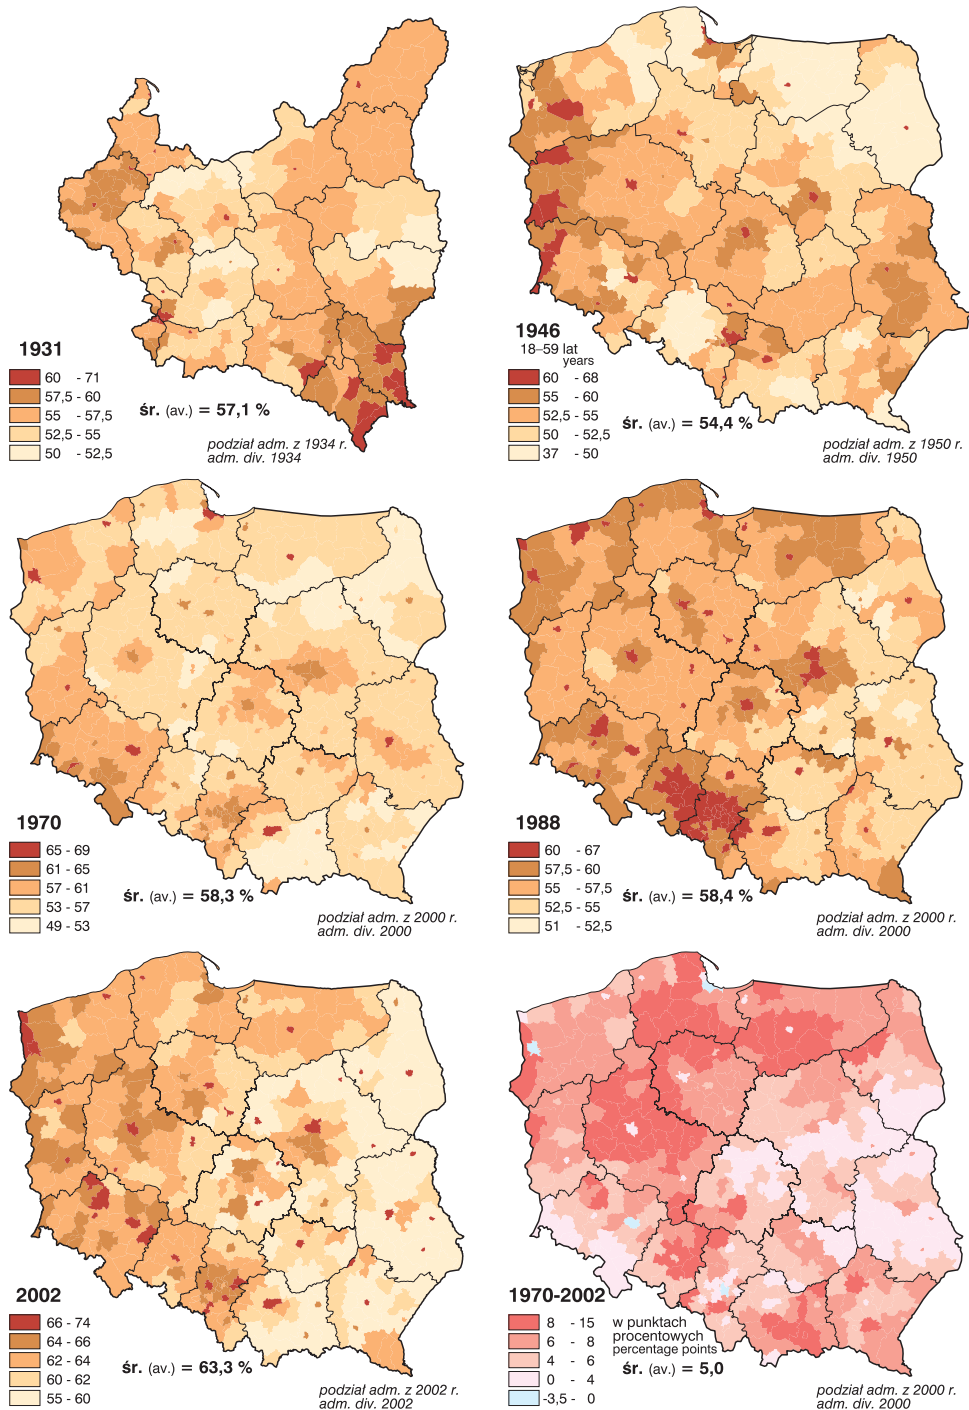 1931
60 - 71
57,5 - 60
55 - 57,5
52,5 - 55
50 - 52,5
śr. (av.) = 57,1 %
podział adm. z 1934 r.
adm. div. 1934
1946
18–59 lat
years
60 - 68
55 - 60
52,5 - 55
50 - 52,5
37 - 50
śr. (av.) = 54,4 %
podział adm. z 1950 r.
adm. div. 1950
1970
65 - 69
61 - 65
57 - 61
53 - 57
49 - 53
śr. (av.) = 58,3 %
podział adm. z 2000 r.
adm. div. 2000
1988
60 - 67
57,5 - 60
55 - 57,5
52,5 - 55
51 - 52,5
śr. (av.) = 58,4 %
podział adm. z 2000 r.
adm. div. 2000
2002
66 - 74
64 - 66
62 - 64
60 - 62
55 - 60
śr. (av.) = 63,3 %
podział adm. z 2002 r.
adm. div. 2002
1970-2002
8 - 15
6 - 8
4 - 6
0 - 4
-3,5 - 0
w punktach
procentowych
percentage points
śr. (av.) = 5,0
podział adm. z 2000 r.
adm. div. 2000